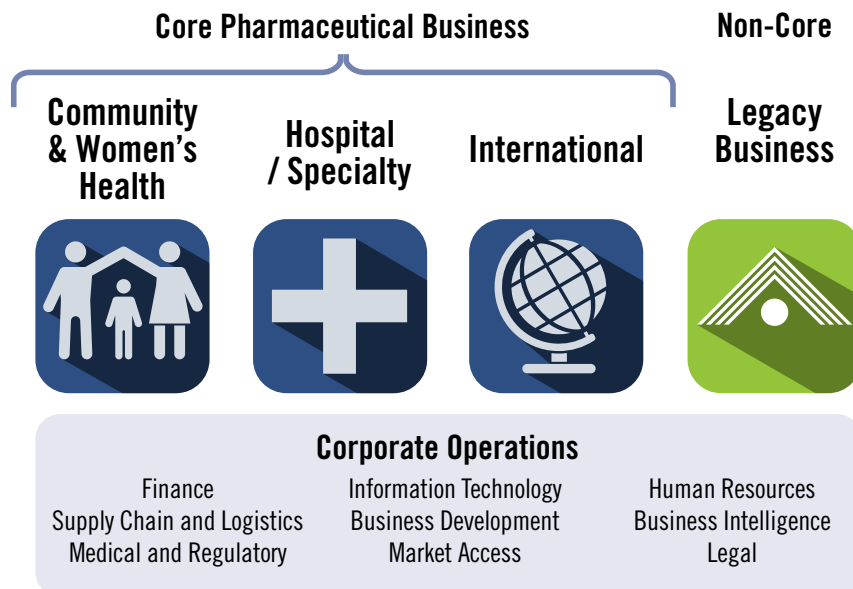 Core Pharmaceutical Business
Non-Core
Community
& Women’s
Health
Hospital
/ Specialty
International
Legacy
Business
Corporate Operations
Finance
Supply Chain and Logistics
Medical and Regulatory
Information Technology
Business Development
Market Access
Human Resources
Business Intelligence
Legal